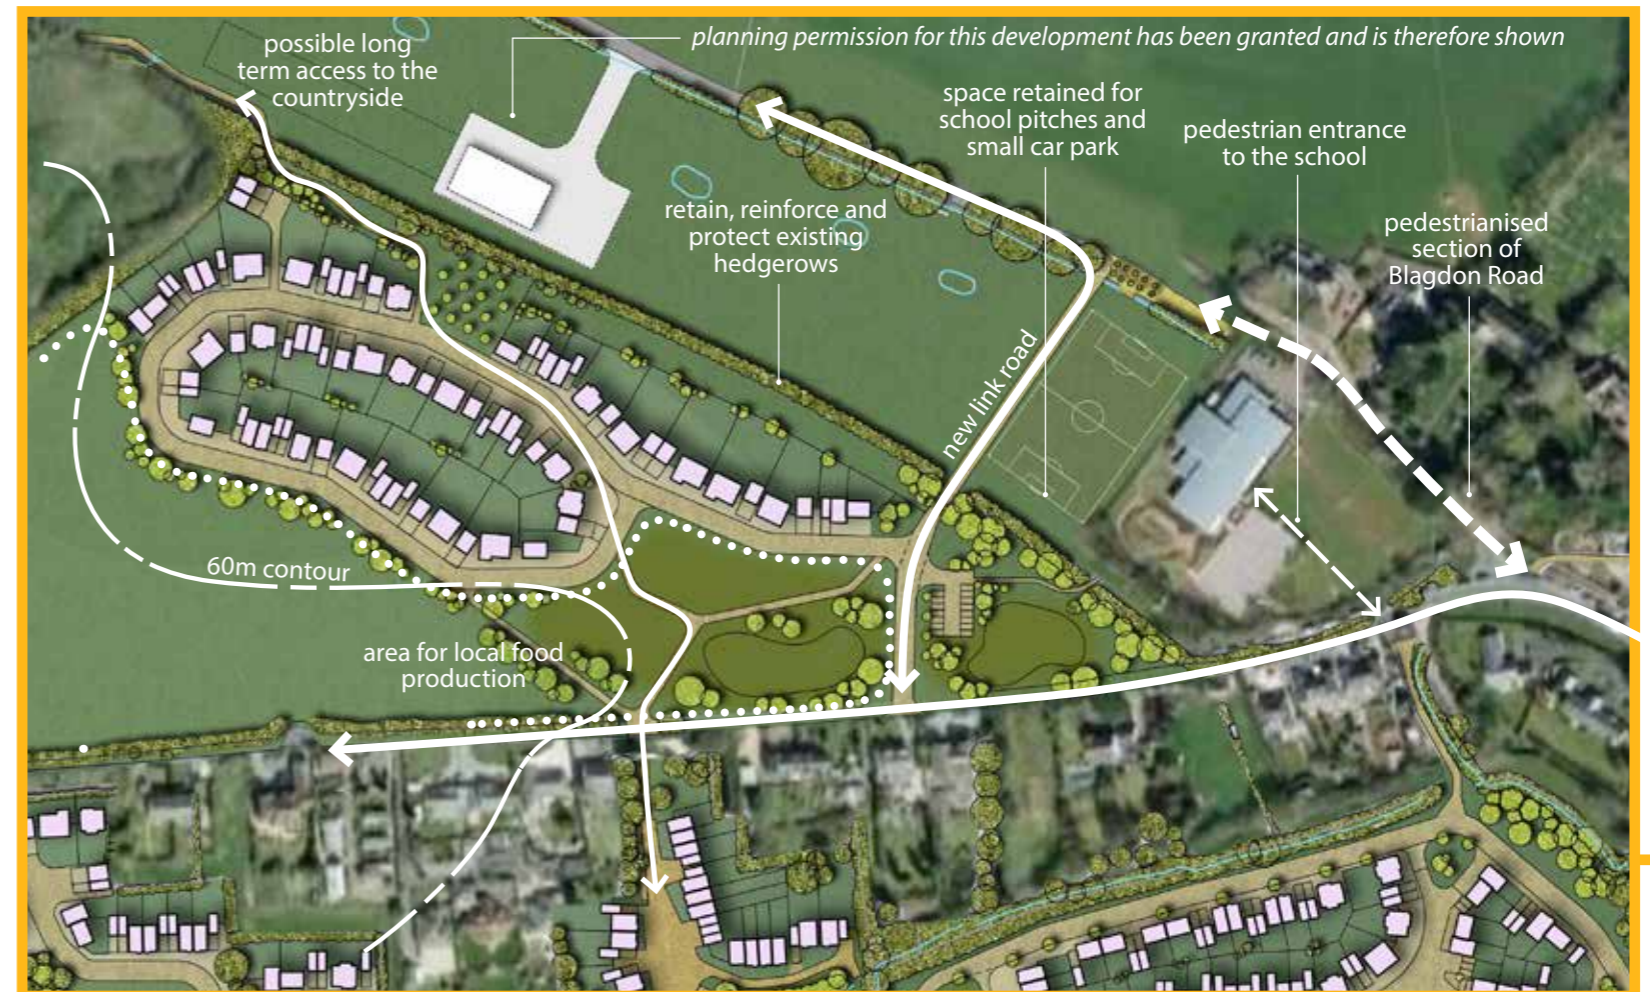 planning permission for this development has been granted and is therefore shown
possible long
term access to the
countryside
space retained for
school pitches and
small car park
pedestrian entrance
to the school
retain, reinforce and
protect existing
hedgerows
pedestrianised
section of
Blagdon Road
new link road
60m contour
area for local food
production